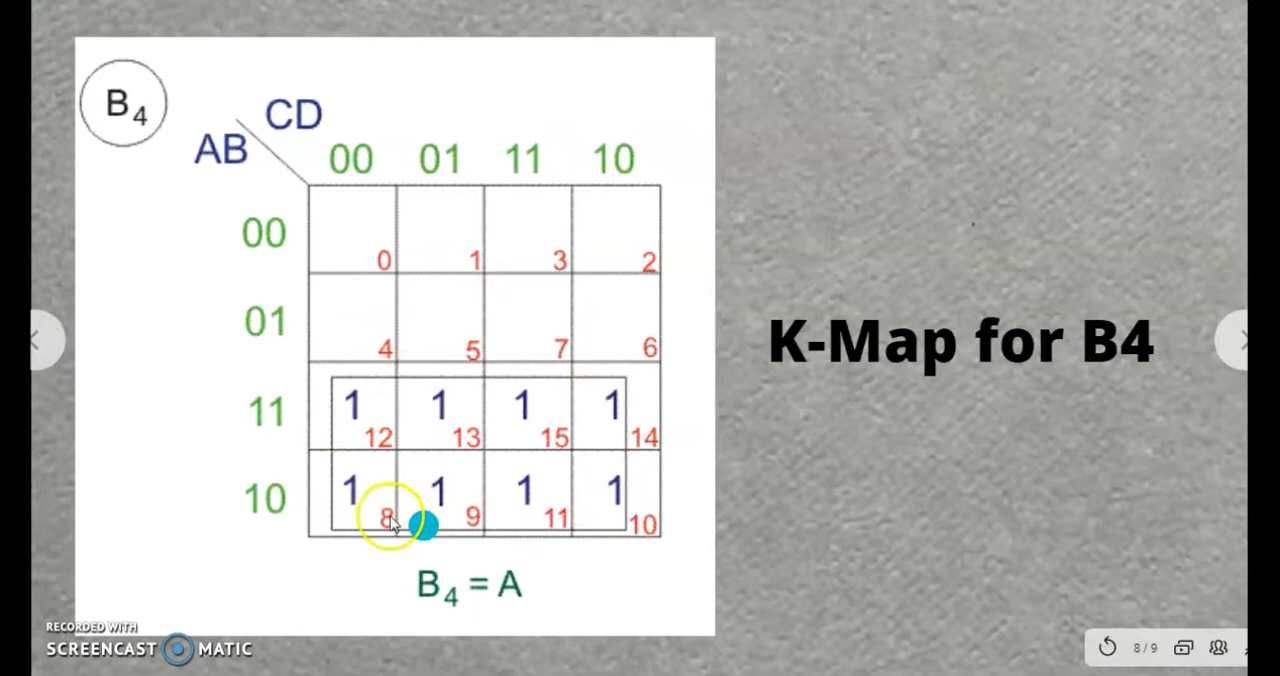 B4
CD
AB
00 01 11 10
00
0 1 3 2
01
4 5 7 6
11
1 1 1 1
12 13 15 14
10
1 1 1 1
8 9 11 10
B4 = A
K-Map for B4
RECORDED WITH
SCREENCAST MATIC
8/9